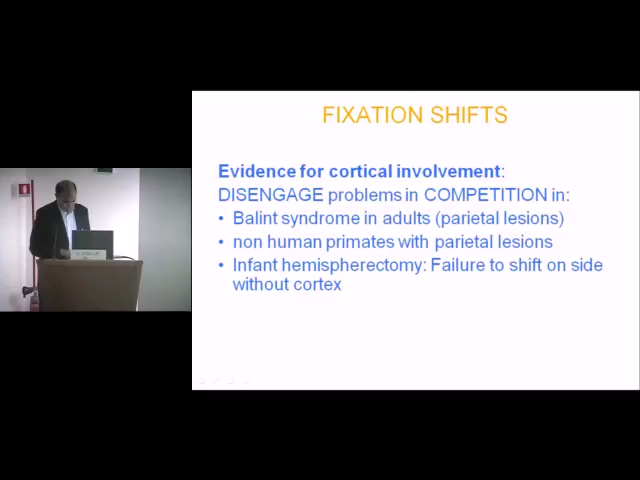 FIXATION SHIFTS
Evidence for cortical involvement:
DISENGAGE problems in COMPETITION in:
• Balint syndrome in adults (parietal lesions)
• non human primates with parietal lesions
• Infant hemispherectomy: Failure to shift on side
without cortex